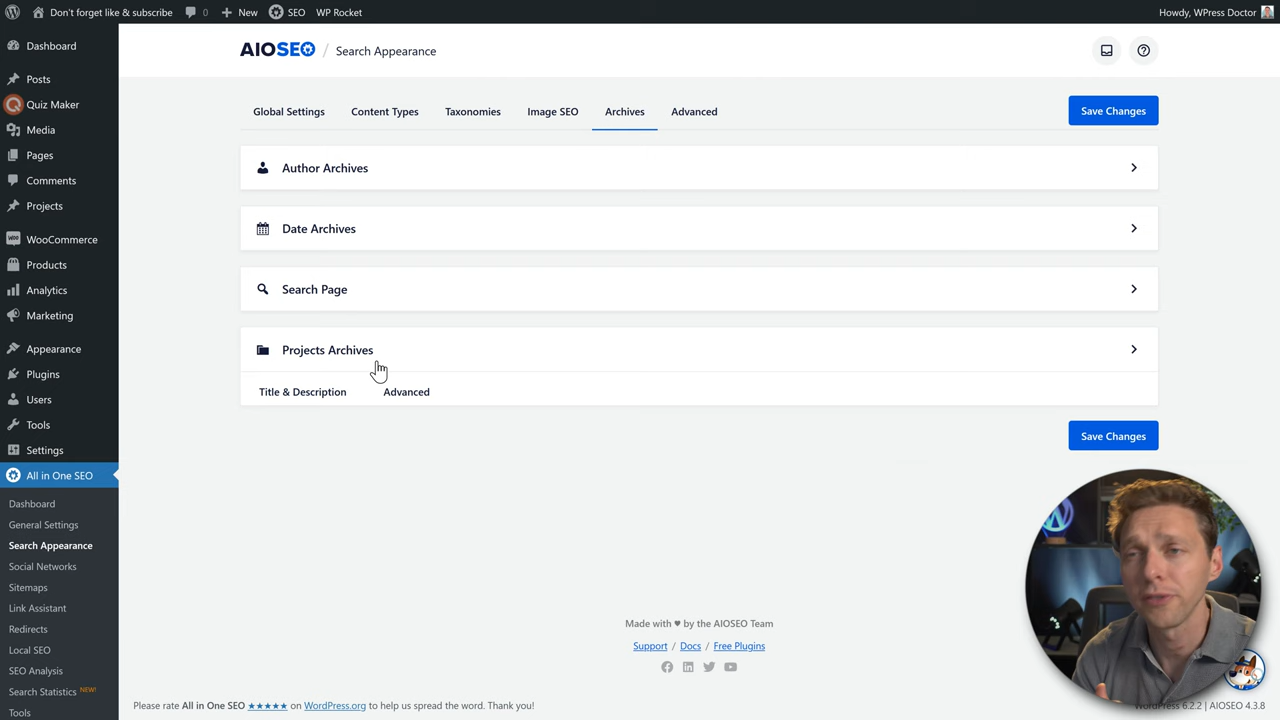 Don't forget like & subscribe 0 New SEO WP Rocket Howdy, WPress Doctor
Dashboard
Posts
Quiz Maker
Media
Pages
Comments
Projects
WooCommerce
Products
Analytics
Marketing
Appearance
Plugins
Users
Tools
Settings
All in One SEO
Dashboard
General Settings
Search Appearance
Social Networks
Sitemaps
Link Assistant
Redirects
Local SEO
SEO Analysis
Search Statistics NEW!
Tools
AIOSEO / Search Appearance
Global Settings Content Types Taxonomies Image SEO Archives Advanced Save Changes
Author Archives
Date Archives
Search Page
Projects Archives
Title & Description Advanced
Save Changes
Made with ♥ by the AIOSEO Team
Support / Docs / Free Plugins
Please rate All in One SEO ★★★★★ on WordPress.org to help us spread the word. Thank you! WordPress 6.2.2 | AIOSEO 4.3.8